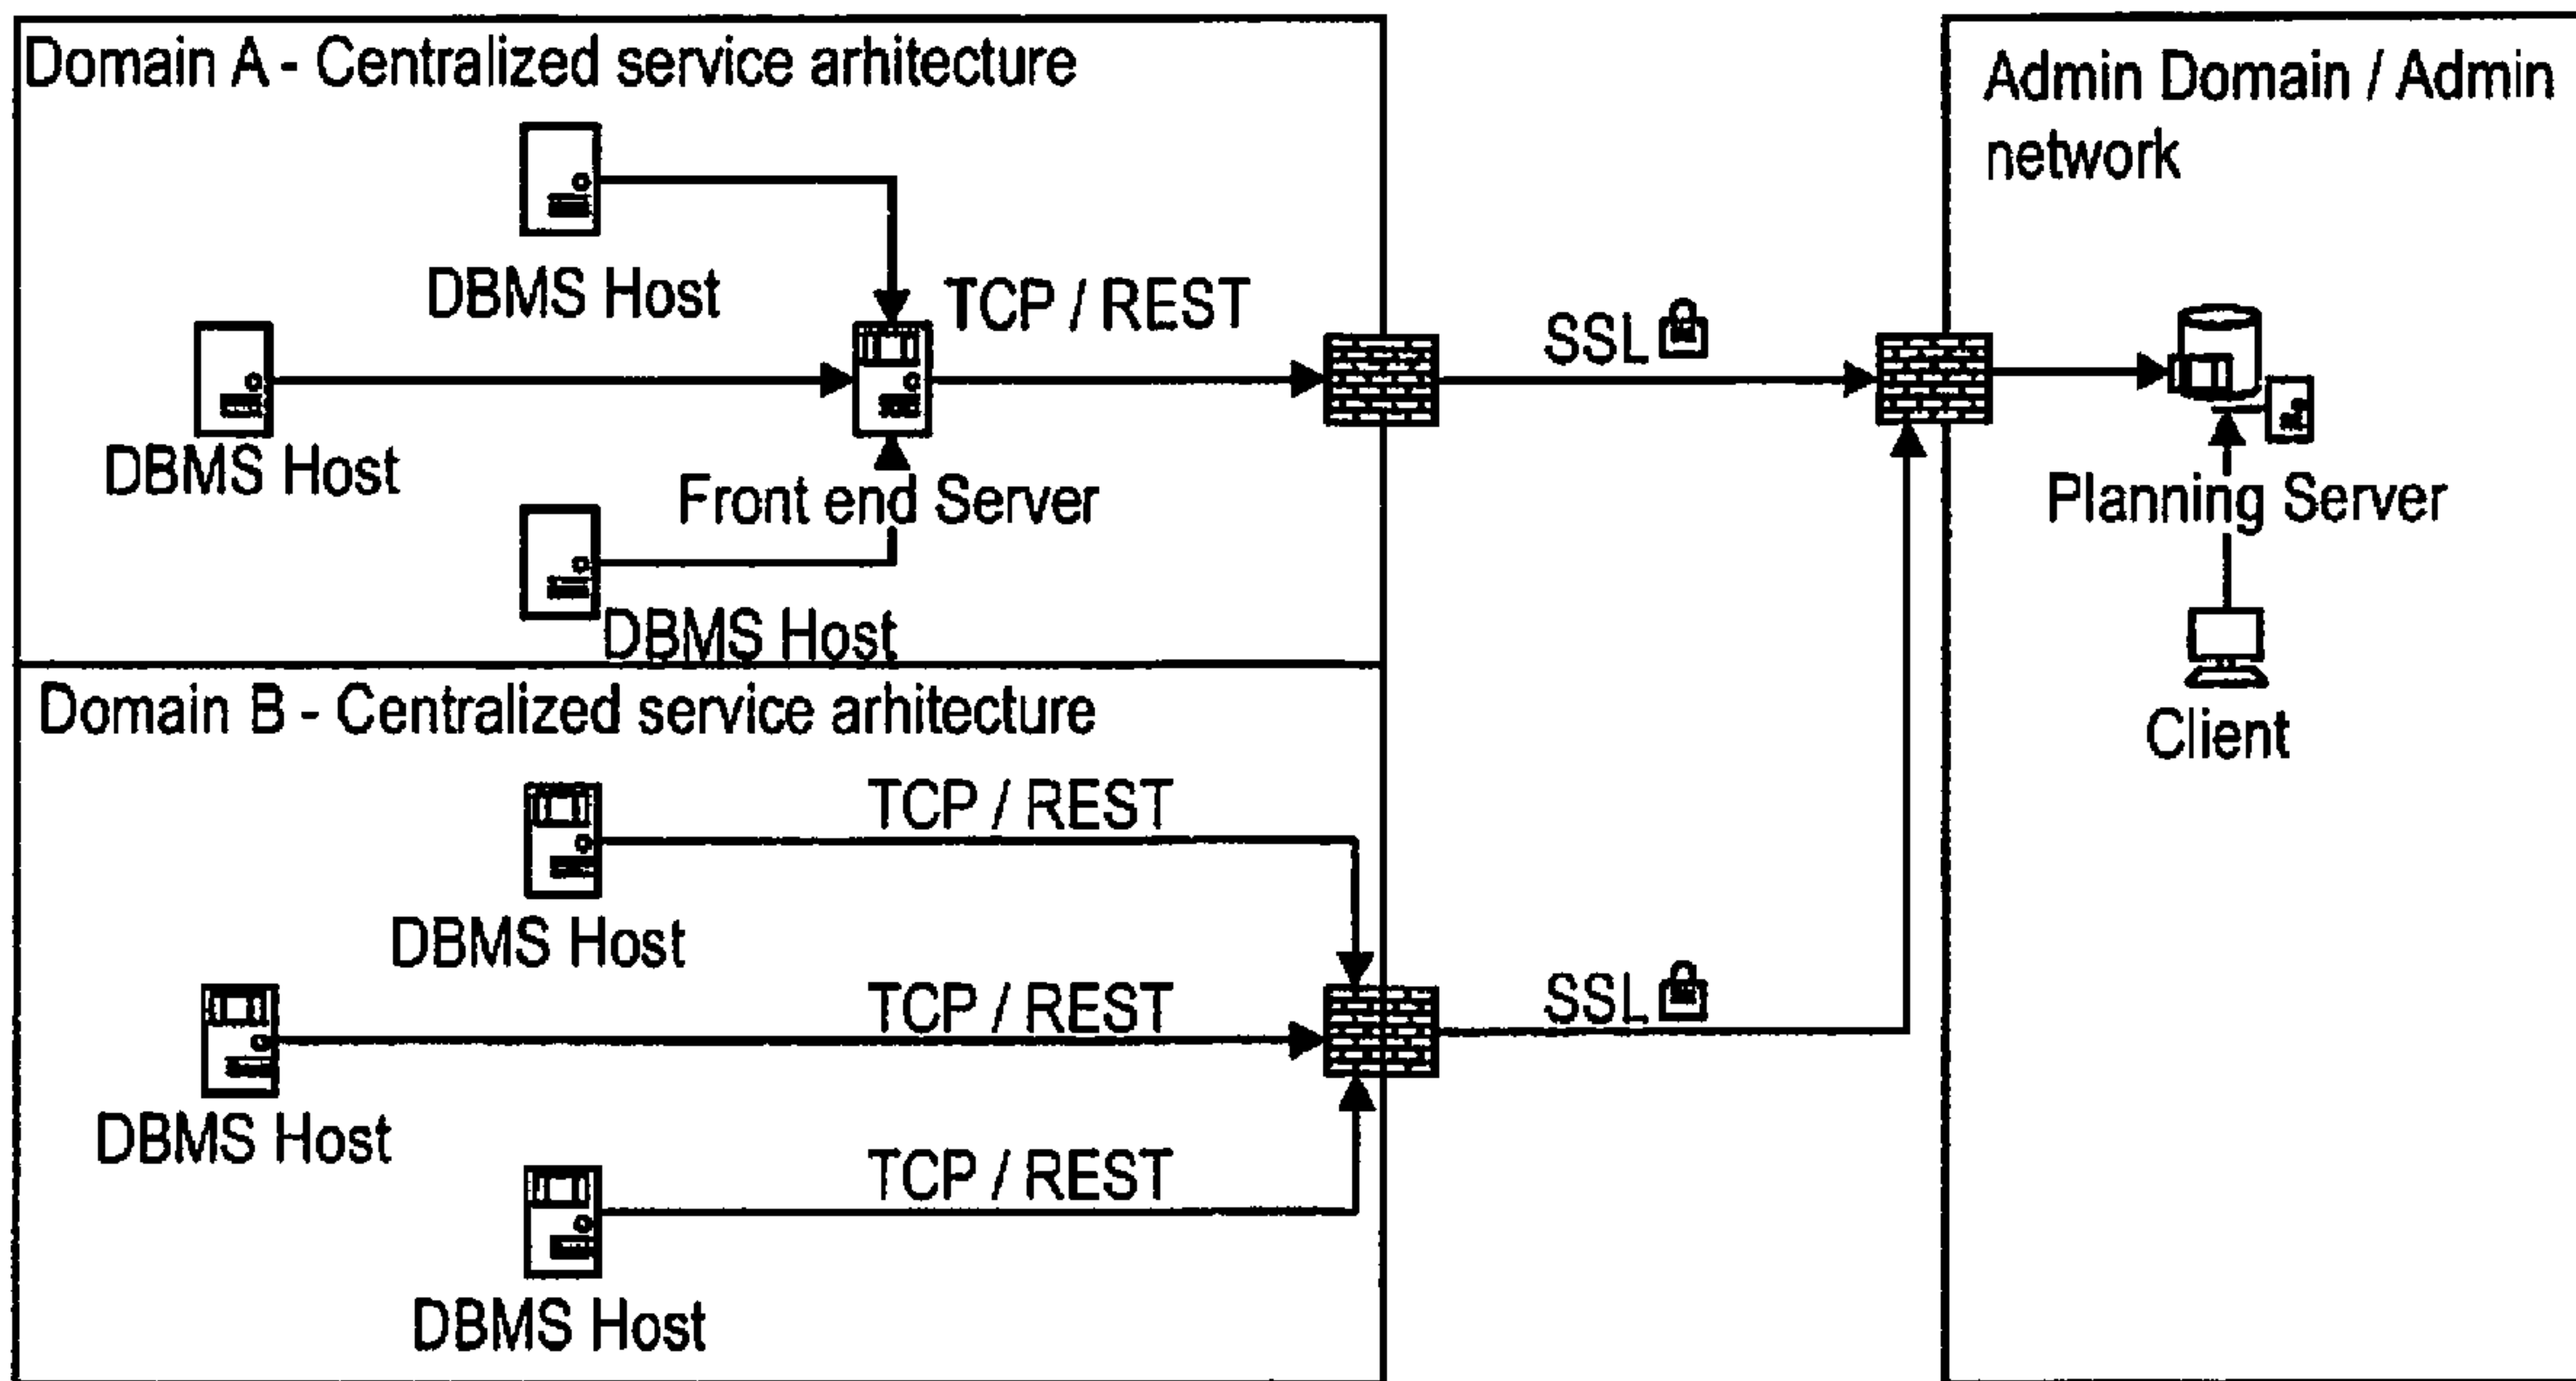 Domain A - Centralized service arhitecture
DBMS Host
TCP / REST
DBMS Host
Front end Server
DBMS Host
SSL
Admin Domain / Admin
network
Planning Server
Client
Domain B - Centralized service arhitecture
TCP / REST
DBMS Host
TCP / REST
DBMS Host
TCP / REST
DBMS Host
SSL